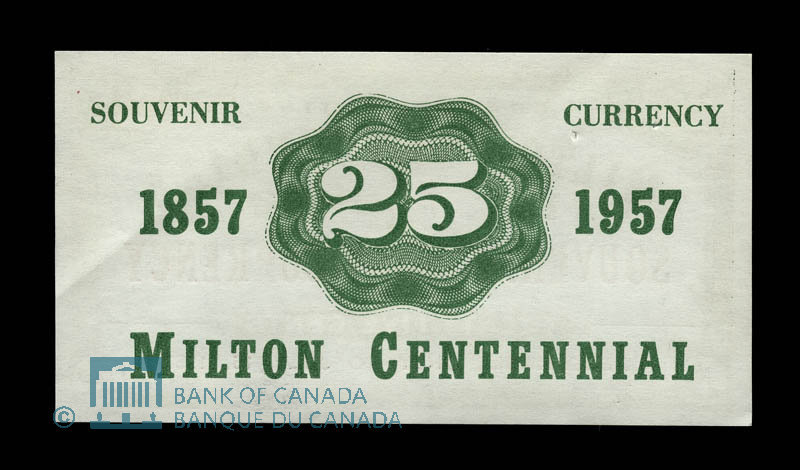 SOUVENIR CURRENCY
1857 25 1957
MILTON CENTENNIAL
© BANK OF CANADA
BANQUE DU CANADA